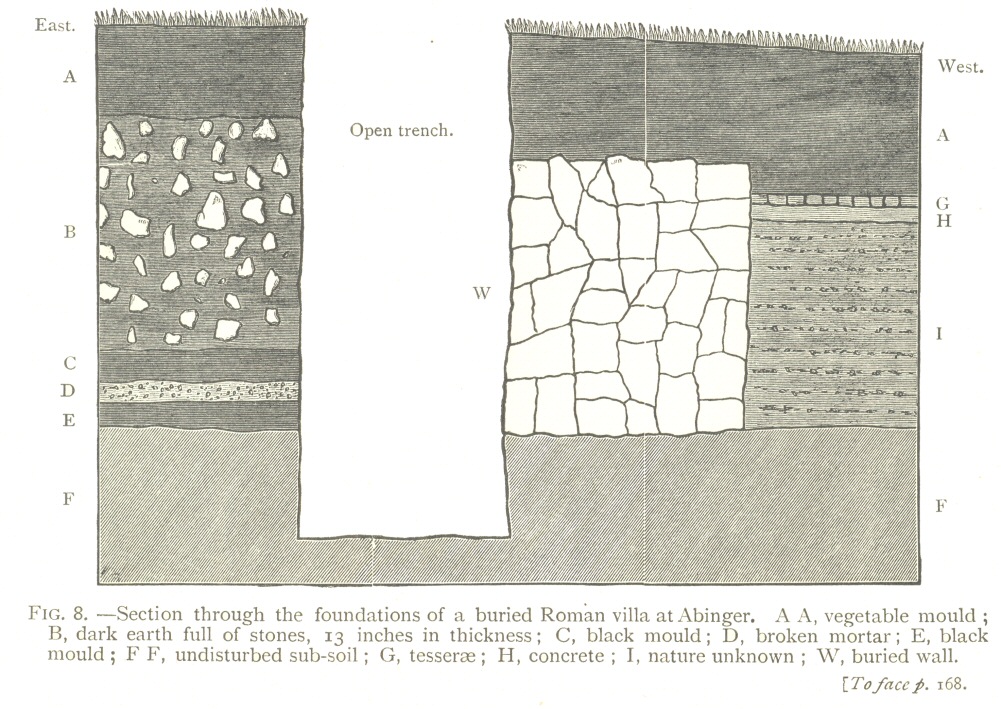 East.
West.
A
Open trench.
A
G
H
B
W
I
C
D
E
F
F
FIG. 8. —Section through the foundations of a buried Roman villa at Abinger. A A, vegetable mould ;
B, dark earth full of stones, 13 inches in thickness ; C, black mould ; D, broken mortar ; E, black
mould ; F F, undisturbed sub-soil ; G, tesseræ ; H, concrete ; I, nature unknown ; W, buried wall.
[To face p. 168.